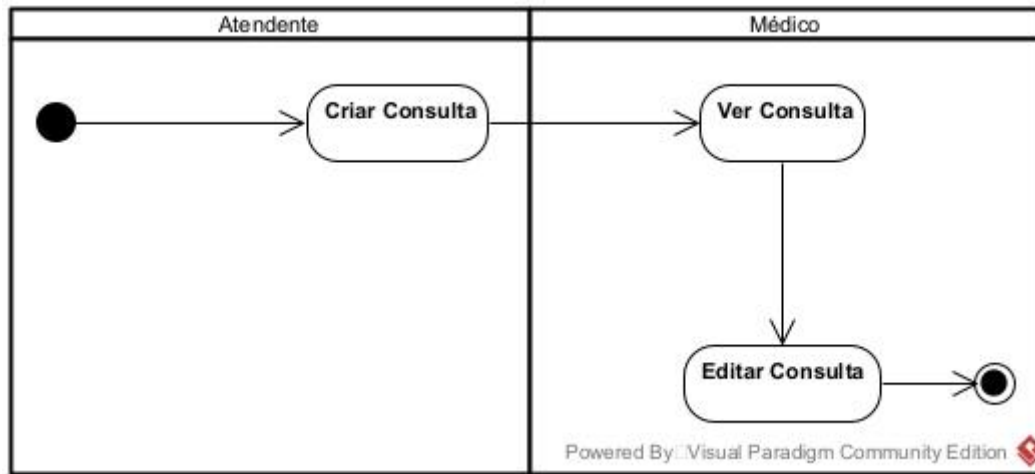 Atendente
Médico
Criar Consulta
Ver Consulta
Editar Consulta
Powered By Visual Paradigm Community Edition